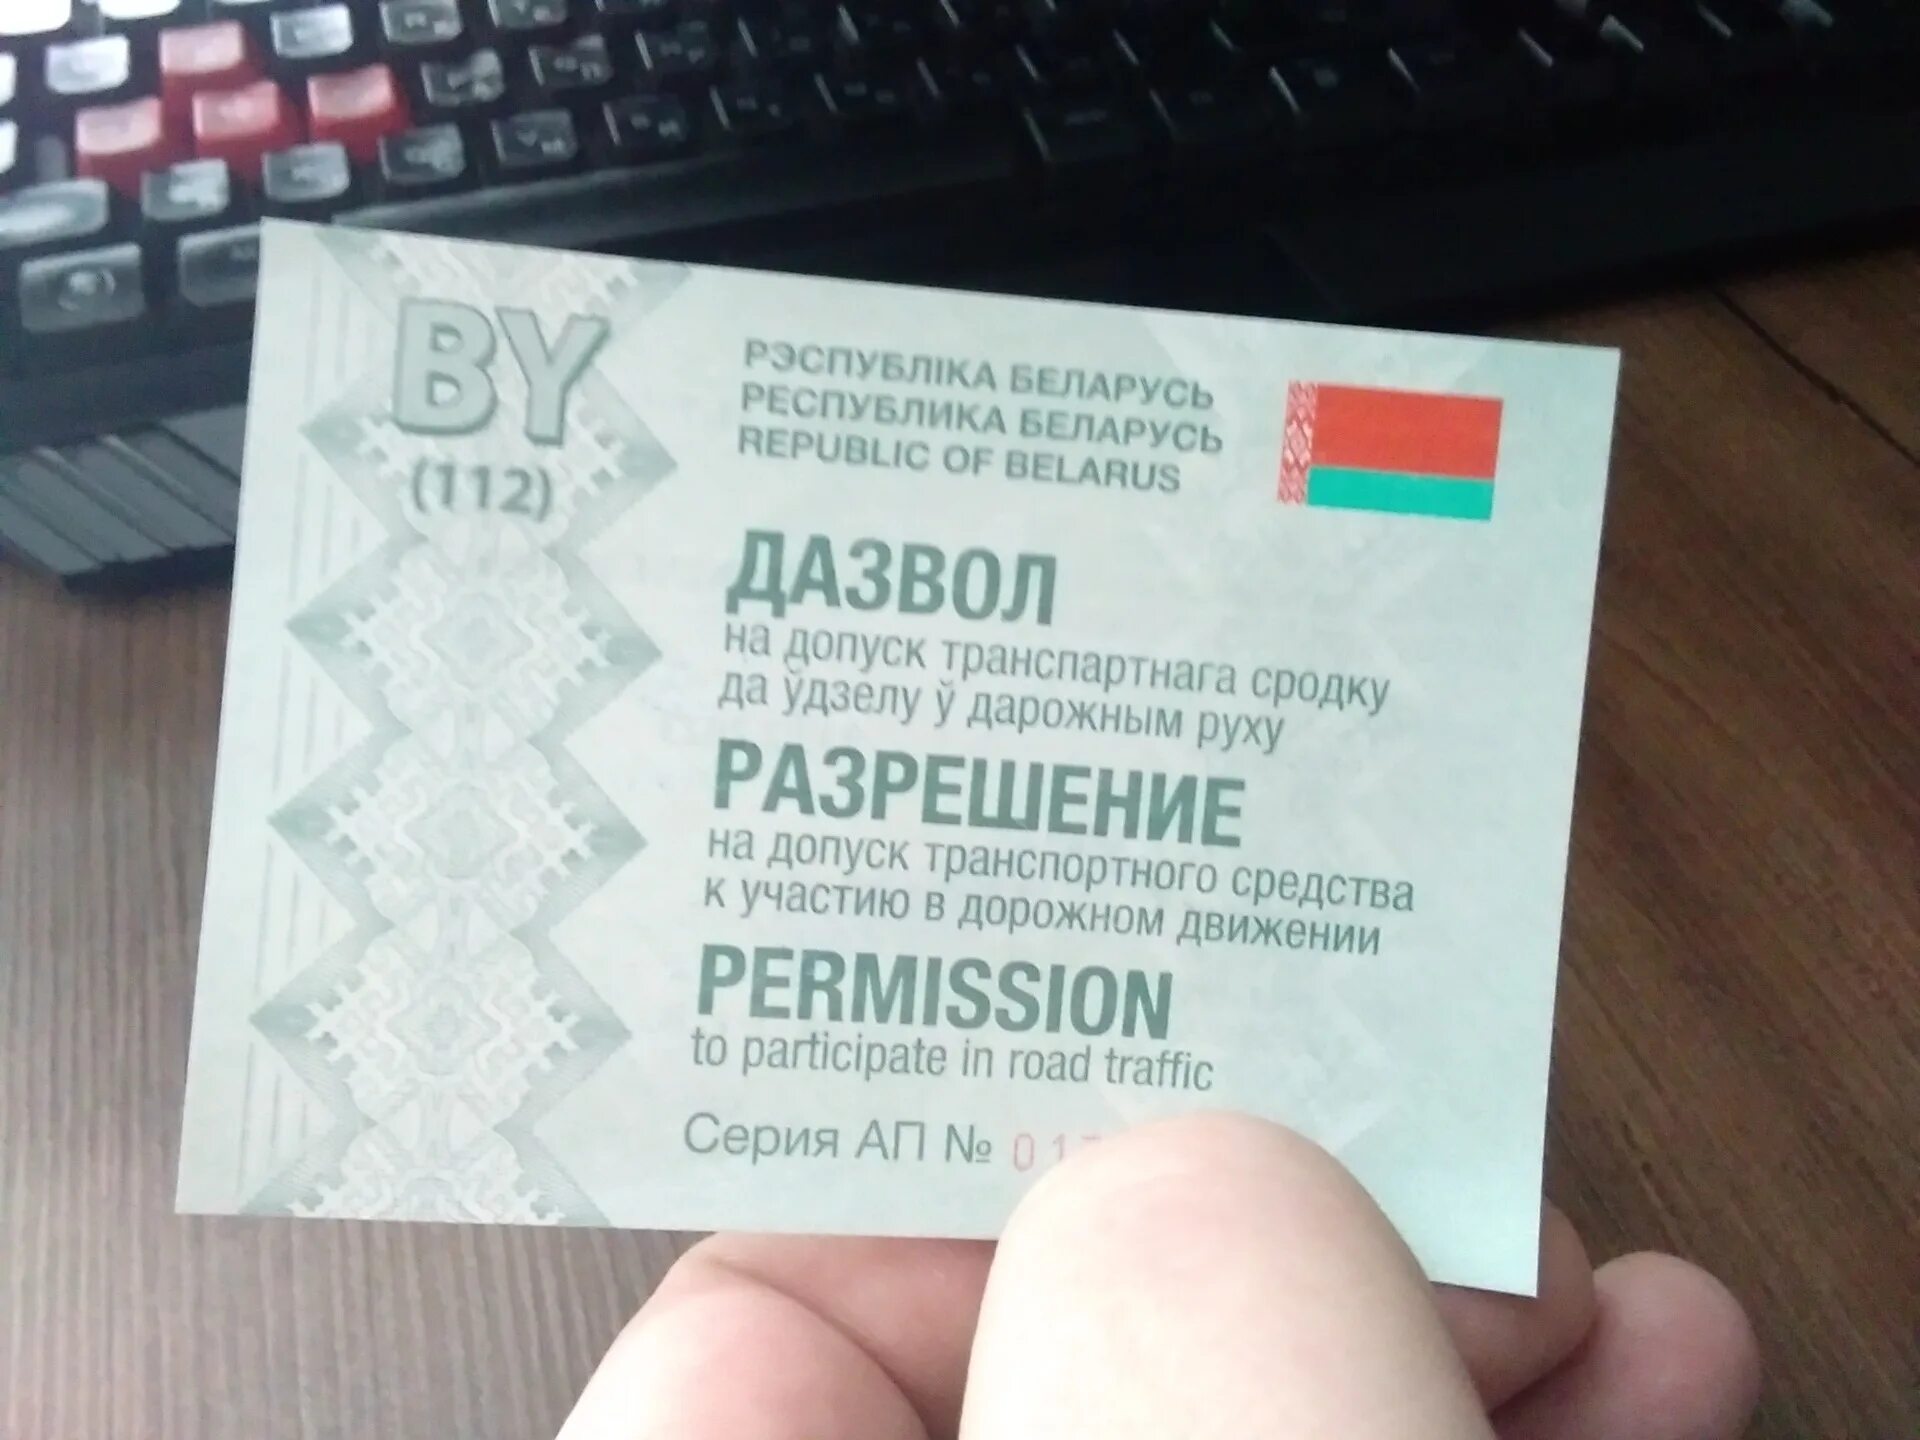 BY
(112)
РЭСПУБЛІКА БЕЛАРУСЬ
РЕСПУБЛИКА БЕЛАРУСЬ
REPUBLIC OF BELARUS
ДАЗВОЛ
на допуск транспартнага сродку
да ўдзелу ў дарожным руху
РАЗРЕШЕНИЕ
на допуск транспортного средства
к участию в дорожном движении
PERMISSION
to participate in road traffic
Серия АП №